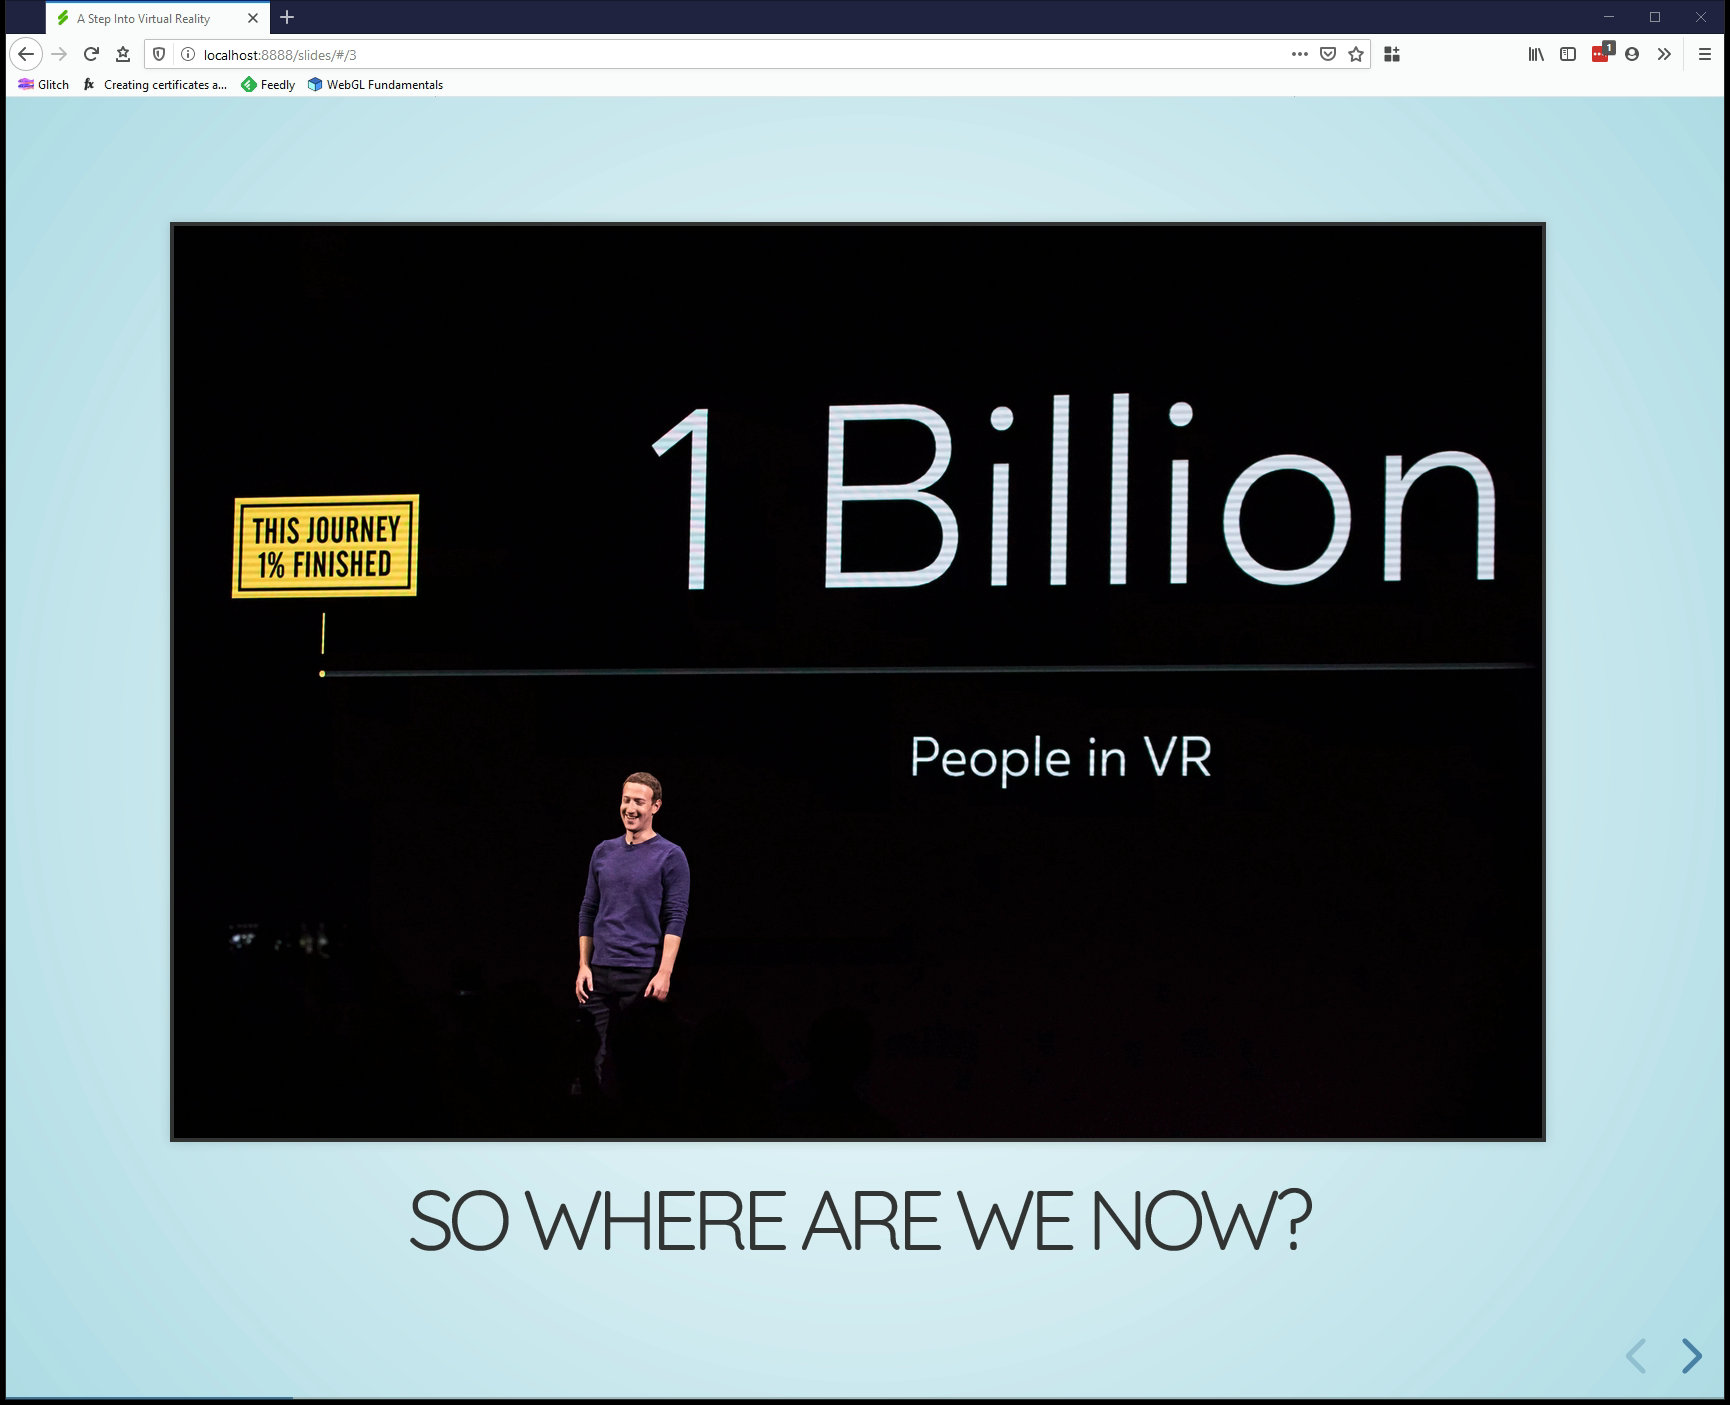 A Step Into Virtual Reality
localhost:8888/slides/#/3
1
Glitch
fx Creating certificates a...
Feedly
WebGL Fundamentals
1 Billion
THIS JOURNEY
1% FINISHED
People in VR
SO WHERE ARE WE NOW?